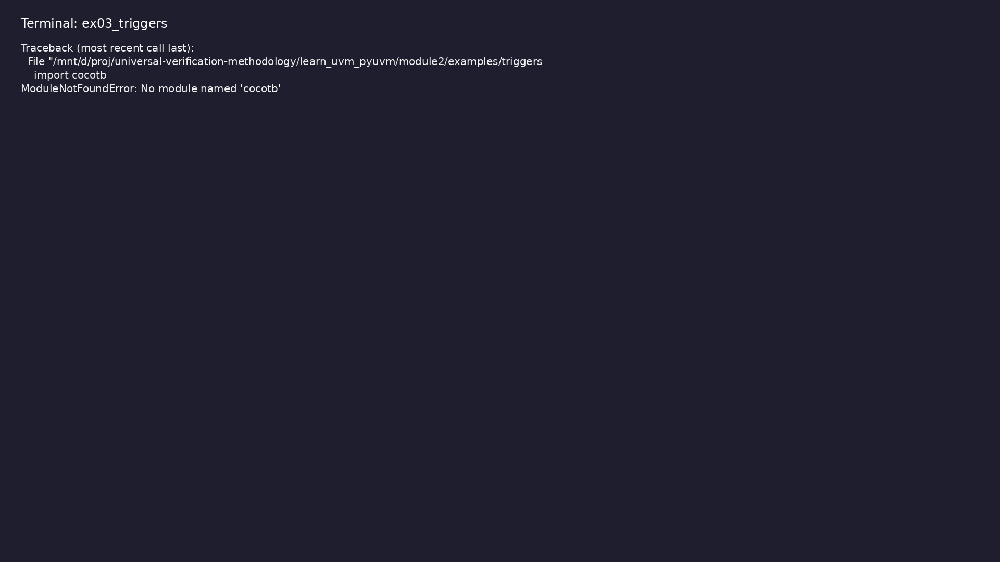 Terminal: ex03_triggers
Traceback (most recent call last):
  File "/mnt/d/proj/universal-verification-methodology/learn_uvm_pyuvm/module2/examples/triggers
    import cocotb
ModuleNotFoundError: No module named 'cocotb'